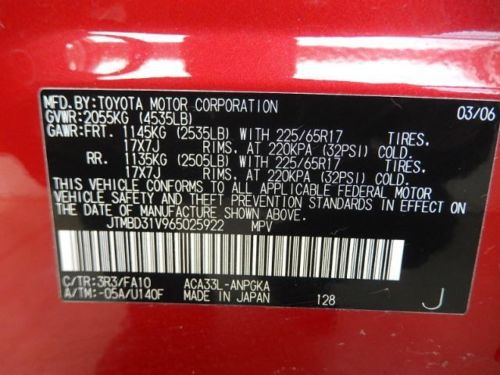 MFD.BY:TOYOTA MOTOR CORPORATION 03/06
GVWR:2055KG (4535LB)
GAWR:FRT. 1145KG (2535LB) WITH 225/65R17 TIRES,
17X7J RIMS, AT 220KPA (32PSI) COLD.
RR. 1135KG (2505LB) WITH 225/65R17 TIRES,
17X7J RIMS, AT 220KPA (32PSI) COLD.
THIS VEHICLE CONFORMS TO ALL APPLICABLE FEDERAL MOTOR
VEHICLE SAFETY AND THEFT PREVENTION STANDARDS IN EFFECT ON
THE DATE OF MANUFACTURE SHOWN ABOVE.
JTMBD31V965025922 MPV
C/TR:3R3/FA10 ACA33L-ANPGKA
A/TM:-05A/U140F MADE IN JAPAN 128 J